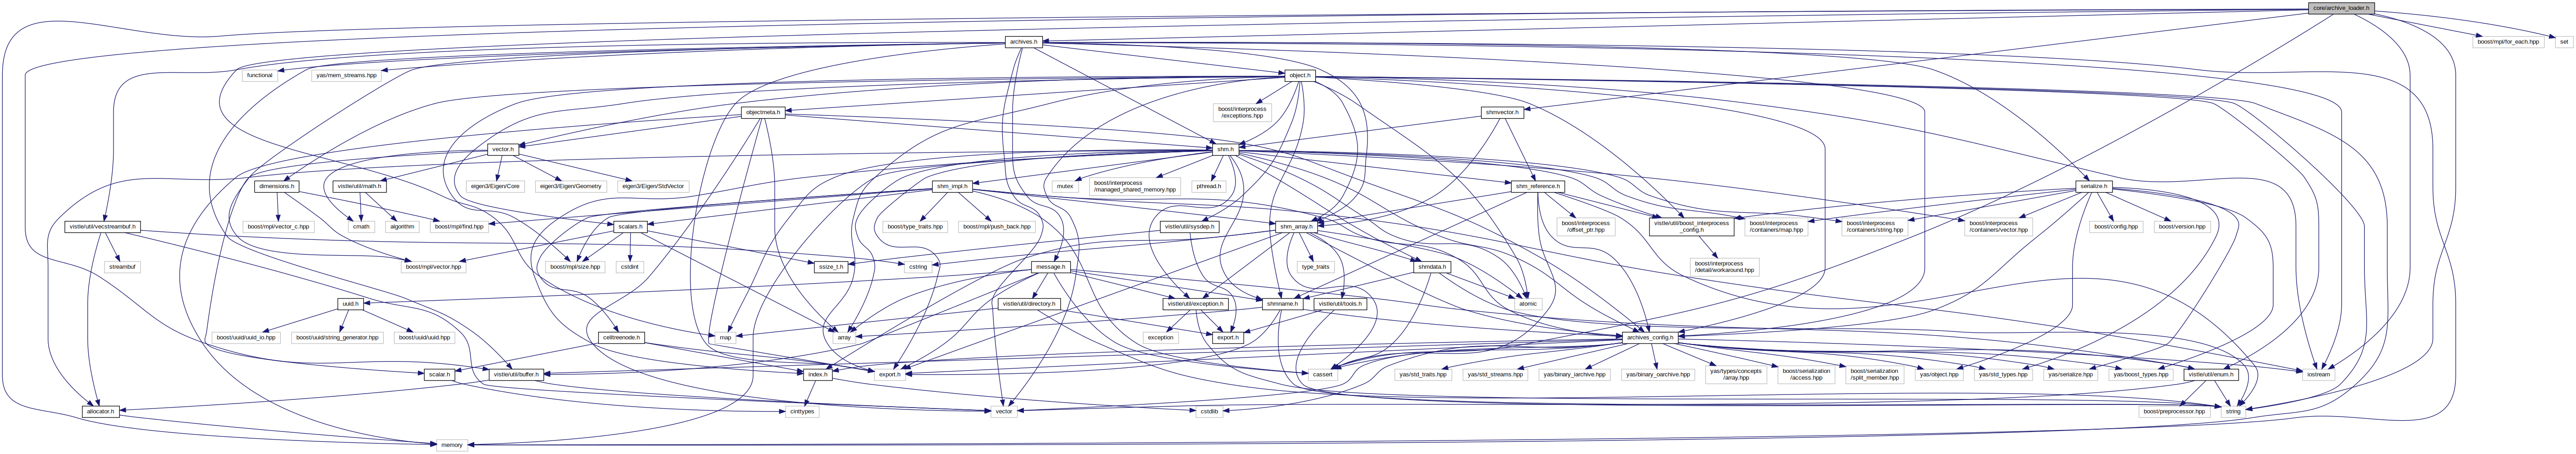 core/archive_loader.h
archives.h
boost/mpl/for_each.hpp
set
functional
yas/mem_streams.hpp
object.h
objectmeta.h
boost/interprocess
/exceptions.hpp
shmvector.h
vector.h
shm.h
dimensions.h
vistle/util/math.h
eigen3/Eigen/Core
eigen3/Eigen/Geometry
eigen3/Eigen/StdVector
shm_impl.h
mutex
boost/interprocess
/managed_shared_memory.hpp
pthread.h
shm_reference.h
serialize.h
vistle/util/vecstreambuf.h
boost/mpl/vector_c.hpp
cmath
algorithm
boost/mpl/find.hpp
scalars.h
boost/type_traits.hpp
boost/mpl/push_back.hpp
vistle/util/sysdep.h
shm_array.h
boost/interprocess
/offset_ptr.hpp
vistle/util/boost_interprocess
_config.h
boost/interprocess
/containers/map.hpp
boost/interprocess
/containers/string.hpp
boost/interprocess
/containers/vector.hpp
boost/config.hpp
boost/version.hpp
streambuf
boost/mpl/vector.hpp
boost/mpl/size.hpp
cstdint
ssize_t.h
cstring
message.h
type_traits
shmdata.h
boost/interprocess
/detail/workaround.hpp
uuid.h
vistle/util/directory.h
vistle/util/exception.h
shmname.h
vistle/util/tools.h
atomic
boost/uuid/uuid_io.hpp
boost/uuid/string_generator.hpp
boost/uuid/uuid.hpp
celltreenode.h
map
array
exception
export.h
archives_config.h
scalar.h
vistle/util/buffer.h
index.h
export.h
cassert
yas/std_traits.hpp
yas/std_streams.hpp
yas/binary_iarchive.hpp
yas/binary_oarchive.hpp
yas/types/concepts
/array.hpp
boost/serialization
/access.hpp
boost/serialization
/split_member.hpp
yas/object.hpp
yas/std_types.hpp
yas/serialize.hpp
yas/boost_types.hpp
vistle/util/enum.h
iostream
allocator.h
cinttypes
vector
cstdlib
boost/preprocessor.hpp
string
memory